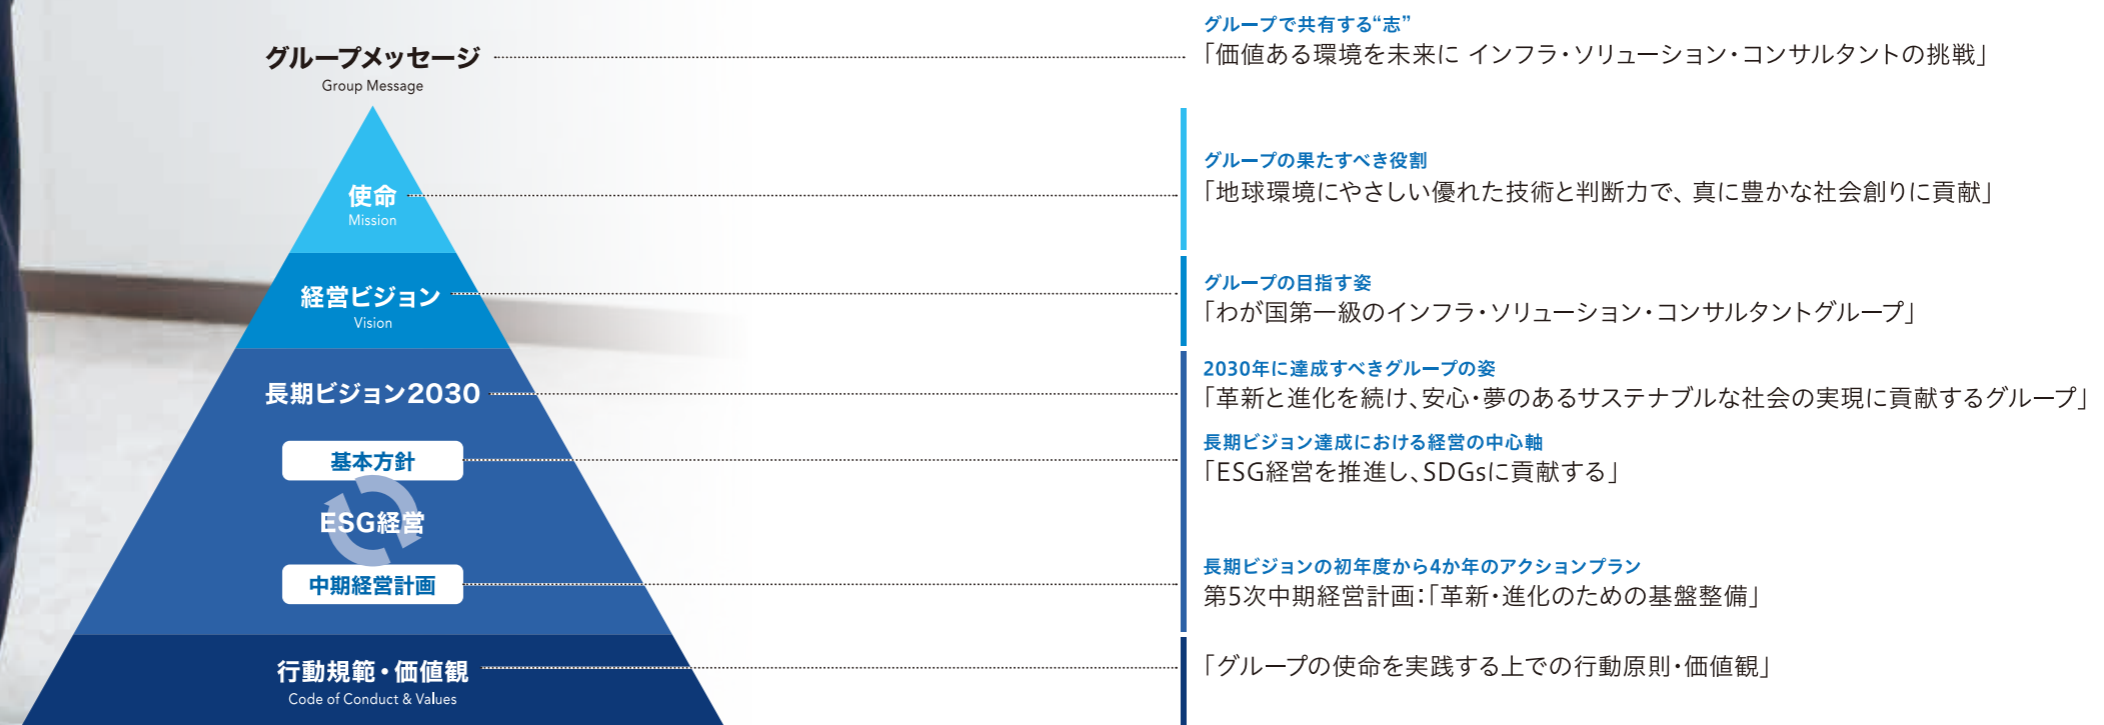 グループメッセージ
Group Message
グループで共有する“志”
「価値ある環境を未来に インフラ・ソリューション・コンサルタントの挑戦」
使命
Mission
グループの果たすべき役割
「地球環境にやさしい優れた技術と判断力で、真に豊かな社会創りに貢献」
経営ビジョン
Vision
グループの目指す姿
「わが国第一級のインフラ・ソリューション・コンサルタントグループ」
長期ビジョン2030
2030年に達成すべきグループの姿
「革新と進化を続け、安心・夢のあるサステナブルな社会の実現に貢献するグループ」
基本方針
長期ビジョン達成における経営の中心軸
「ESG経営を推進し、SDGsに貢献する」
ESG経営
中期経営計画
長期ビジョンの初年度から4か年のアクションプラン
第5次中期経営計画：「革新・進化のための基盤整備」
行動規範・価値観
Code of Conduct & Values
「グループの使命を実践する上での行動原則・価値観」